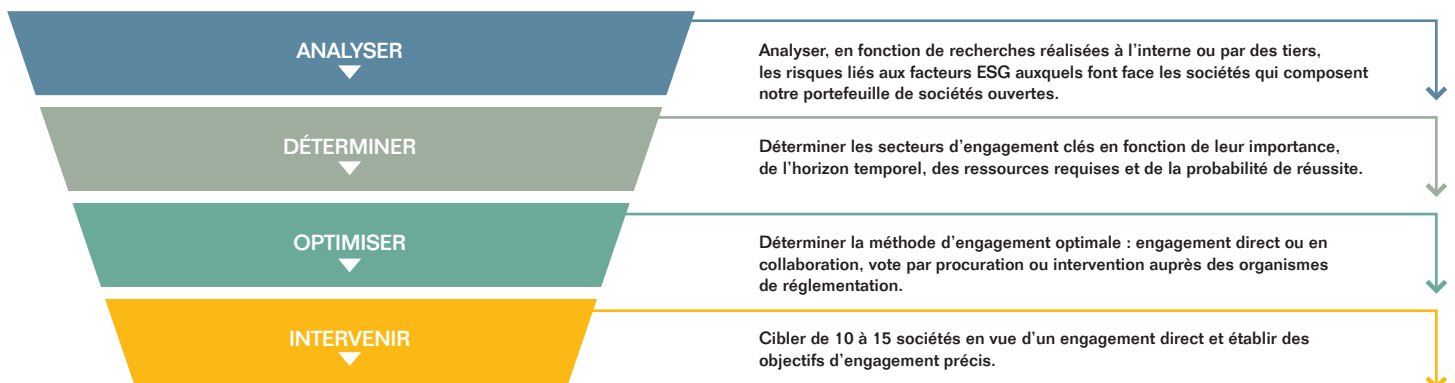 ANALYSER
Analyser, en fonction de recherches réalisées à l’interne ou par des tiers,
les risques liés aux facteurs ESG auxquels font face les sociétés qui composent
notre portefeuille de sociétés ouvertes.
DÉTERMINER
Déterminer les secteurs d’engagement clés en fonction de leur importance,
de l’horizon temporel, des ressources requises et de la probabilité de réussite.
OPTIMISER
Déterminer la méthode d’engagement optimale : engagement direct ou en
collaboration, vote par procuration ou intervention auprès des organismes
de réglementation.
INTERVENIR
Cibler de 10 à 15 sociétés en vue d’un engagement direct et établir des
objectifs d’engagement précis.